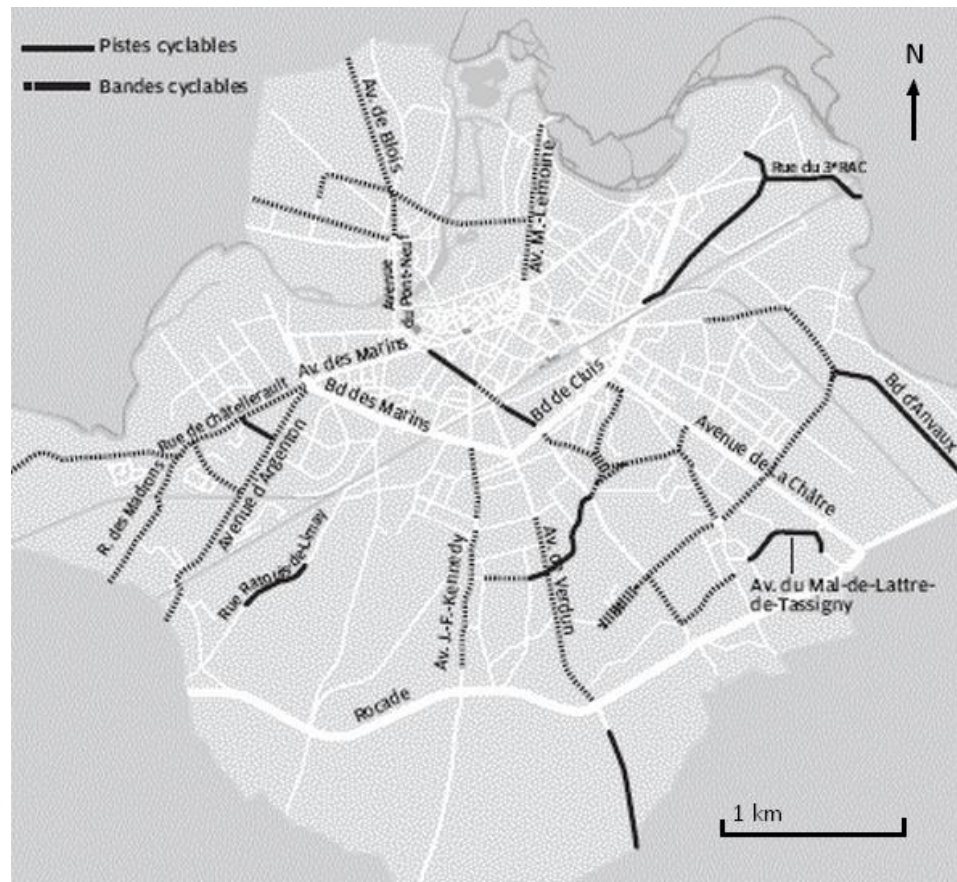 Pistes cyclables
Bandes cyclables
N
Av. de Blois
Av. M.-Lemoine
Rue du 3e RAC
Avenue
du Pont-Neuf
Av. des Marins
Bd des Marins
Bd de Cluis
Rue de Châtellerault
Bd d'Anvaux
Avenue de La Châtre
R. des Madrons
Avenue d'Argenton
Rue Ratouis-de-Limay
Av. J.-F.-Kennedy
Av. de Verdun
Av. du Mal-de-Lattre-
de-Tassigny
Rocade
1 km